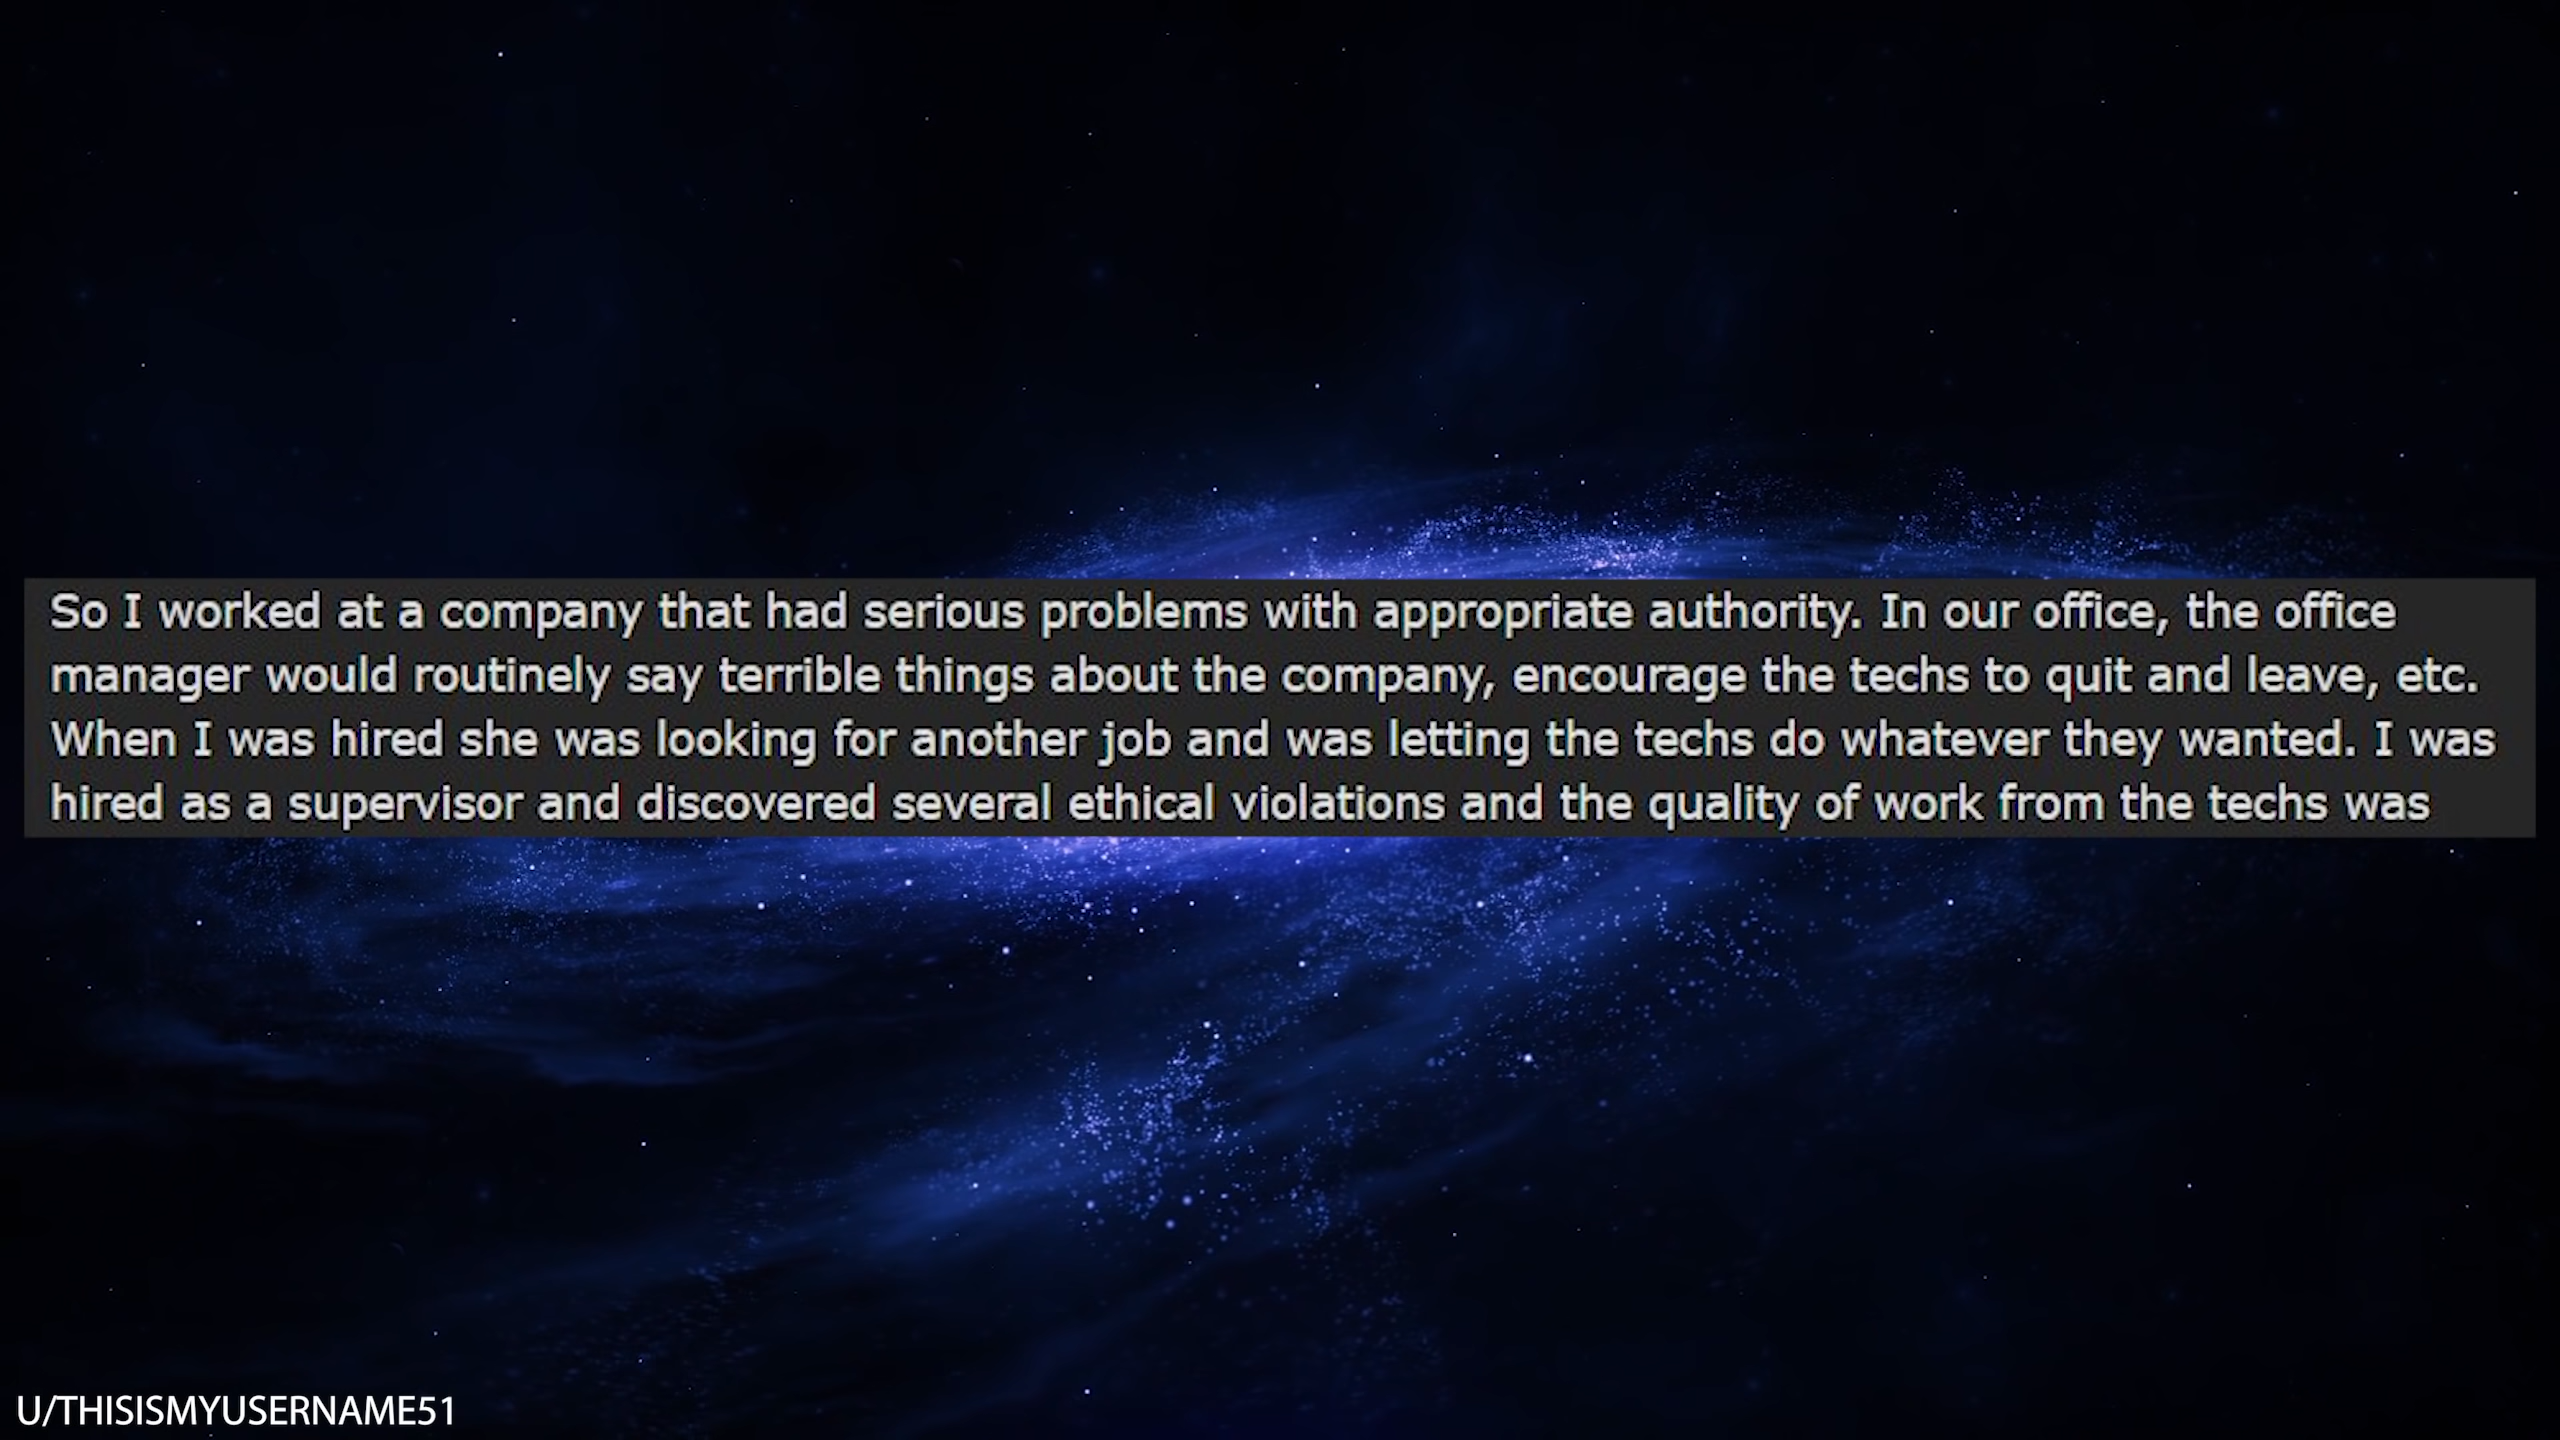 So I worked at a company that had serious problems with appropriate authority. In our office, the office
manager would routinely say terrible things about the company, encourage the techs to quit and leave, etc.
When I was hired she was looking for another job and was letting the techs do whatever they wanted. I was
hired as a supervisor and discovered several ethical violations and the quality of work from the techs was
U/THISISMYUSERNAME51